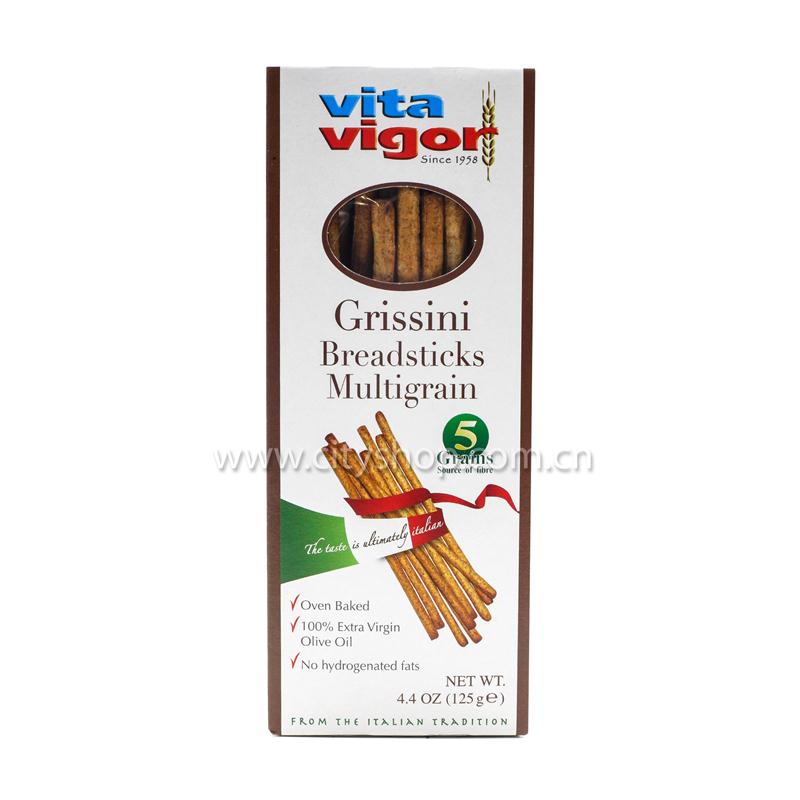 vita
vigor
Since 1958
Grissini
Breadsticks
Multigrain
5
Grains
Source of fibre
www.cityshop.com.cn
The taste is ultimately italian
Oven Baked
100% Extra Virgin
Olive Oil
No hydrogenated fats
NET WT.
4.4 OZ (125g℮)
FROM THE ITALIAN TRADITION